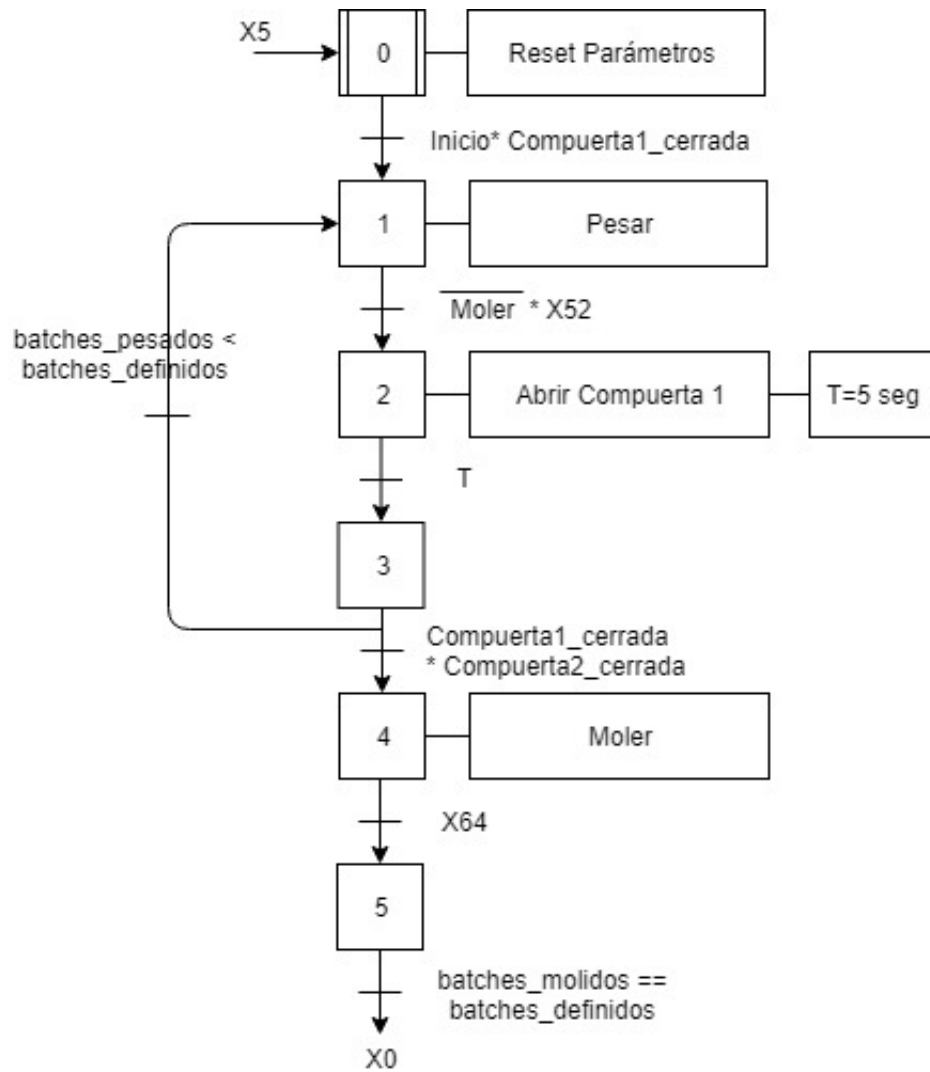 X5
0
Reset Parámetros
Inicio* Compuerta1_cerrada
1
Pesar
Moler * X52
batches_pesados <
batches_definidos
2
Abrir Compuerta 1
T=5 seg
T
3
Compuerta1_cerrada
* Compuerta2_cerrada
4
Moler
X64
5
batches_molidos ==
batches_definidos
X0